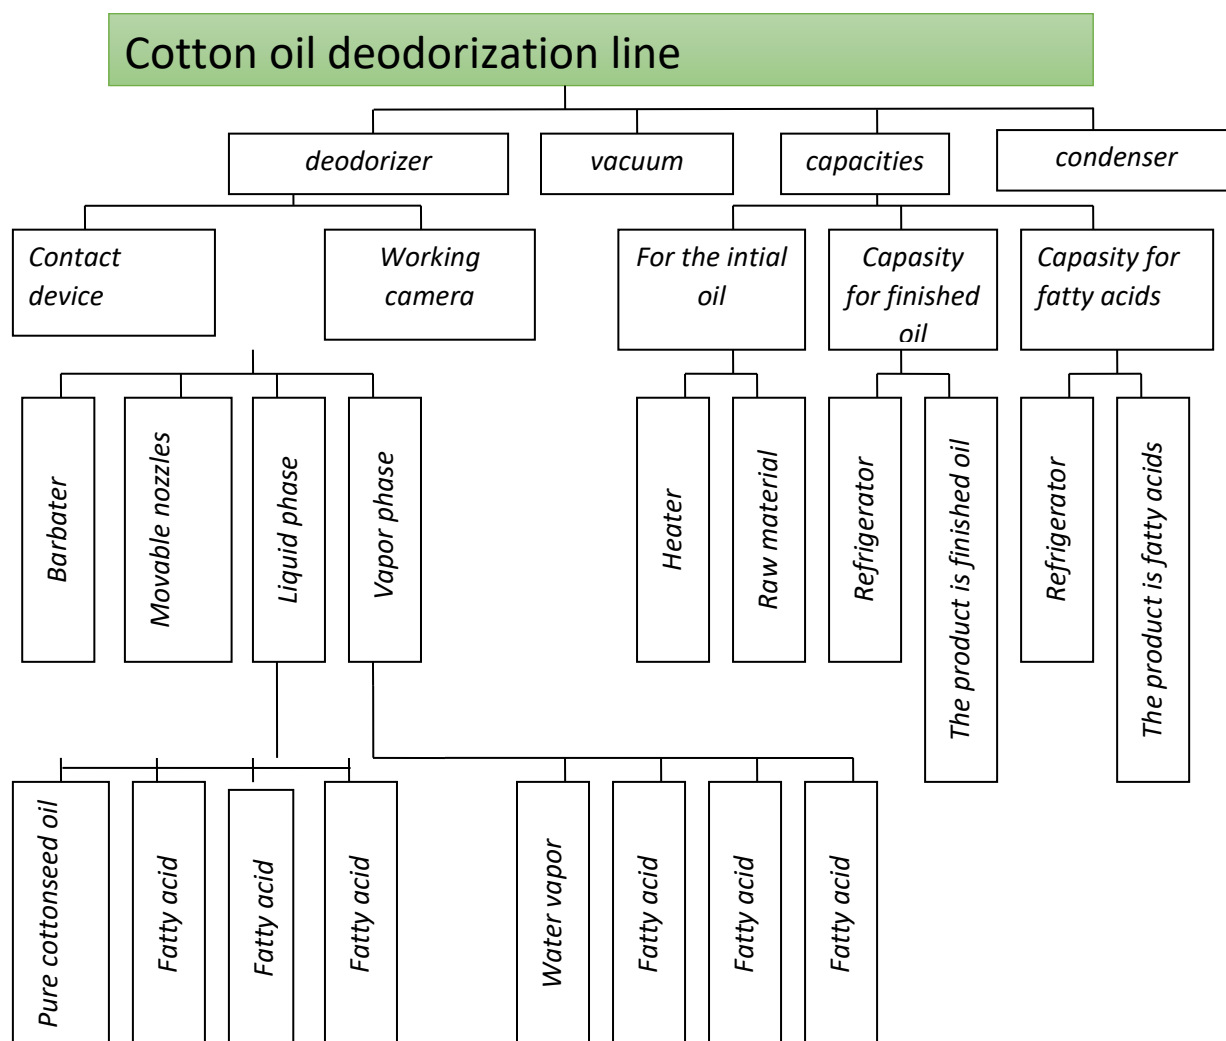 Cotton oil deodorization line
deodorizer
vacuum
capacities
condenser
Contact
device
Working
camera
For the intial
oil
Capasity
for finished
oil
Capasity for
fatty acids
Barbater
Movable nozzles
Liquid phase
Vapor phase
Heater
Raw material
Refrigerator
The product is finished oil
Refrigerator
The product is fatty acids
Pure cottonseed oil
Fatty acid
Fatty acid
Fatty acid
Water vapor
Fatty acid
Fatty acid
Fatty acid